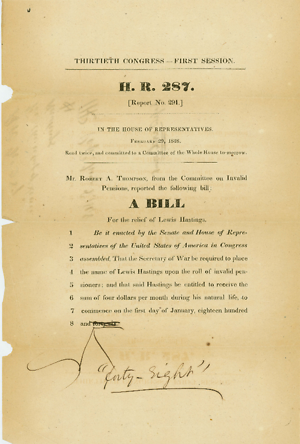 THIRTIETH CONGRESS—FIRST SESSION.
H. R. 287.
[Report No. 291.]
IN THE HOUSE OF REPRESENTATIVES.
February 29, 1848.
Read twice, and committed to a Committee of the Whole House to-morrow.
Mr. Robert A. Thompson, from the Committee on Invalid
Pensions, reported the following bill:
A BILL
For the relief of Lewis Hastings.
1 Be it enacted by the Senate and House of Repre-
2 sentatives of the United States of America in Congress
3 assembled, That the Secretary of War be required to place
4 the name of Lewis Hastings upon the roll of invalid pen-
5 sioners; and that said Hastings be entitled to receive the
6 sum of four dollars per month during his natural life, to
7 commence on the first day of January, eighteen hundred
8 and
"forty-eight"